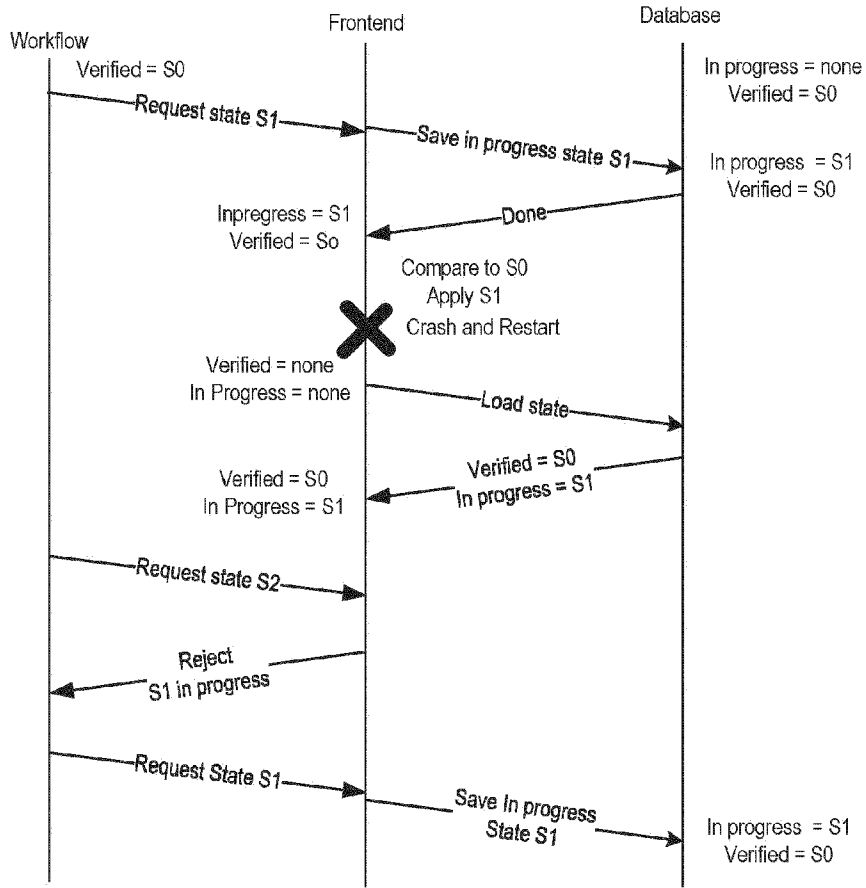 Workflow
Frontend
Database
Verified = S0
In progress = none
Verified = S0
Request state S1
Save in progress state S1
In progress = S1
Verified = S0
Done
Inpregress = S1
Verified = So
Compare to S0
Apply S1
Crash and Restart
Verified = none
In Progress = none
Load state
Verified = S0
In progress = S1
Verified = S0
In Progress = S1
Request state S2
Reject
S1 in progress
Request State S1
Save In progress
State S1
In progress = S1
Verified = S0